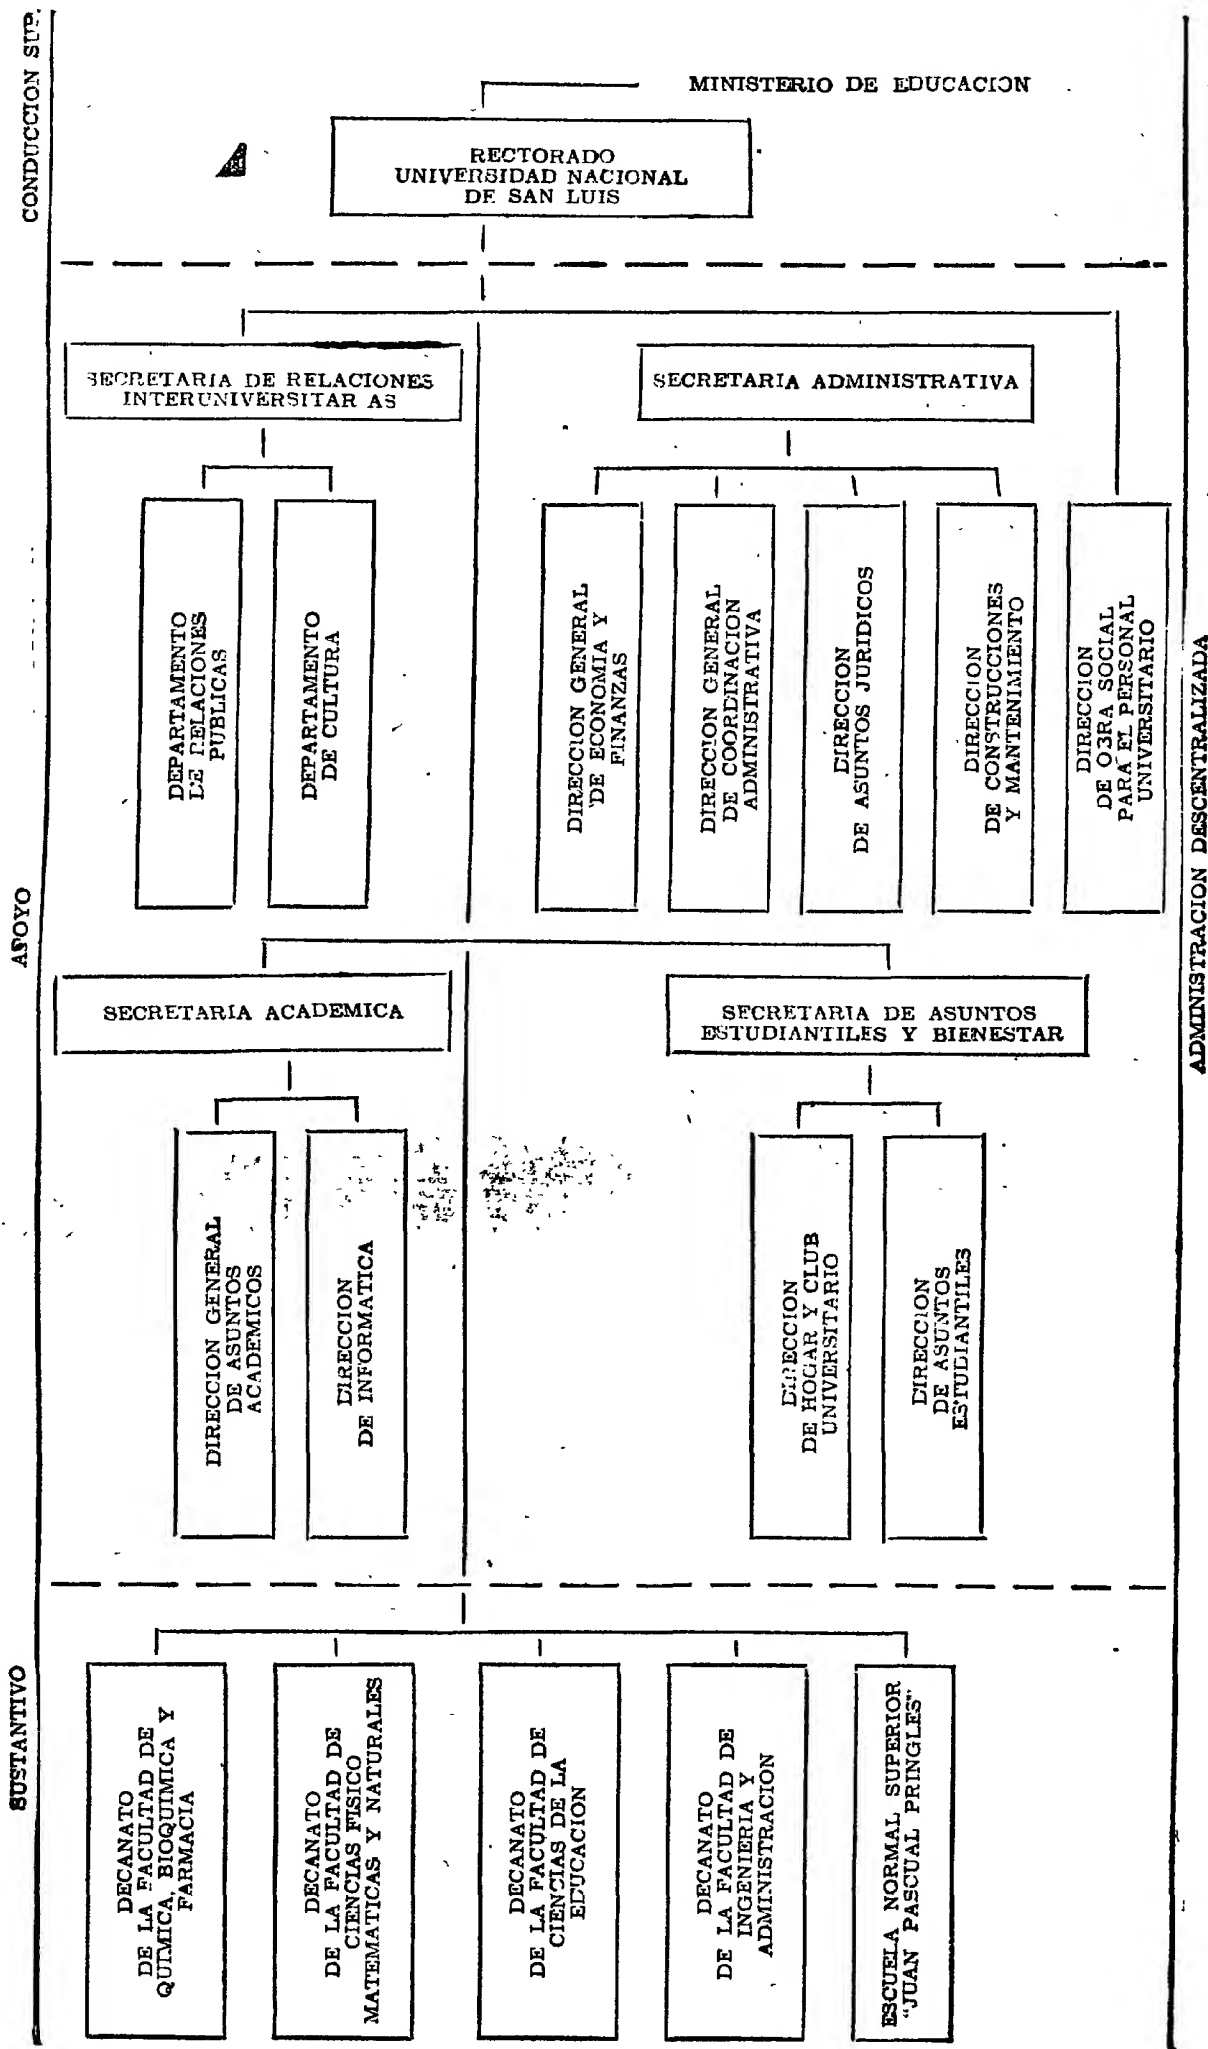 CONDUCCION SUP.
MINISTERIO DE EDUCACION
RECTORADO
UNIVERSIDAD NACIONAL
DE SAN LUIS
APOYO
SECRETARIA DE RELACIONES
INTERUNIVERSITAR AS
SECRETARIA ADMINISTRATIVA
DEPARTAMENTO
DE RELACIONES
PUBLICAS
DEPARTAMENTO
DE CULTURA
DIRECCION GENERAL
DE ECONOMIA Y
FINANZAS
DIRECCION GENERAL
DE COORDINACION
ADMINISTRATIVA
DIRECCION
DE ASUNTOS JURIDICOS
DIRECCION
DE CONSTRUCCIONES
Y MANTENIMIENTO
DIRECCION
DE OBRA SOCIAL
PARA EL PERSONAL
UNIVERSITARIO
ADMINISTRACION DESCENTRALIZADA
SECRETARIA ACADEMICA
SECRETARIA DE ASUNTOS
ESTUDIANTILES Y BIENESTAR
DIRECCION GENERAL
DE ASUNTOS
ACADEMICOS
DIRECCION
DE INFORMATICA
DIRECCION
DE HOGAR Y CLUB
UNIVERSITARIO
DIRECCION
DE ASUNTOS
ESTUDIANTILES
SUSTANTIVO
DECANATO
DE LA FACULTAD DE
QUIMICA, BIOQUIMICA Y
FARMACIA
DECANATO
DE LA FACULTAD DE
CIENCIAS FISICO
MATEMATICAS Y NATURALES
DECANATO
DE LA FACULTAD DE
CIENCIAS DE LA
EDUCACION
DECANATO
DE LA FACULTAD DE
INGENIERIA Y
ADMINISTRACION
ESCUELA NORMAL SUPERIOR
"JUAN PASCUAL PRINGLES"